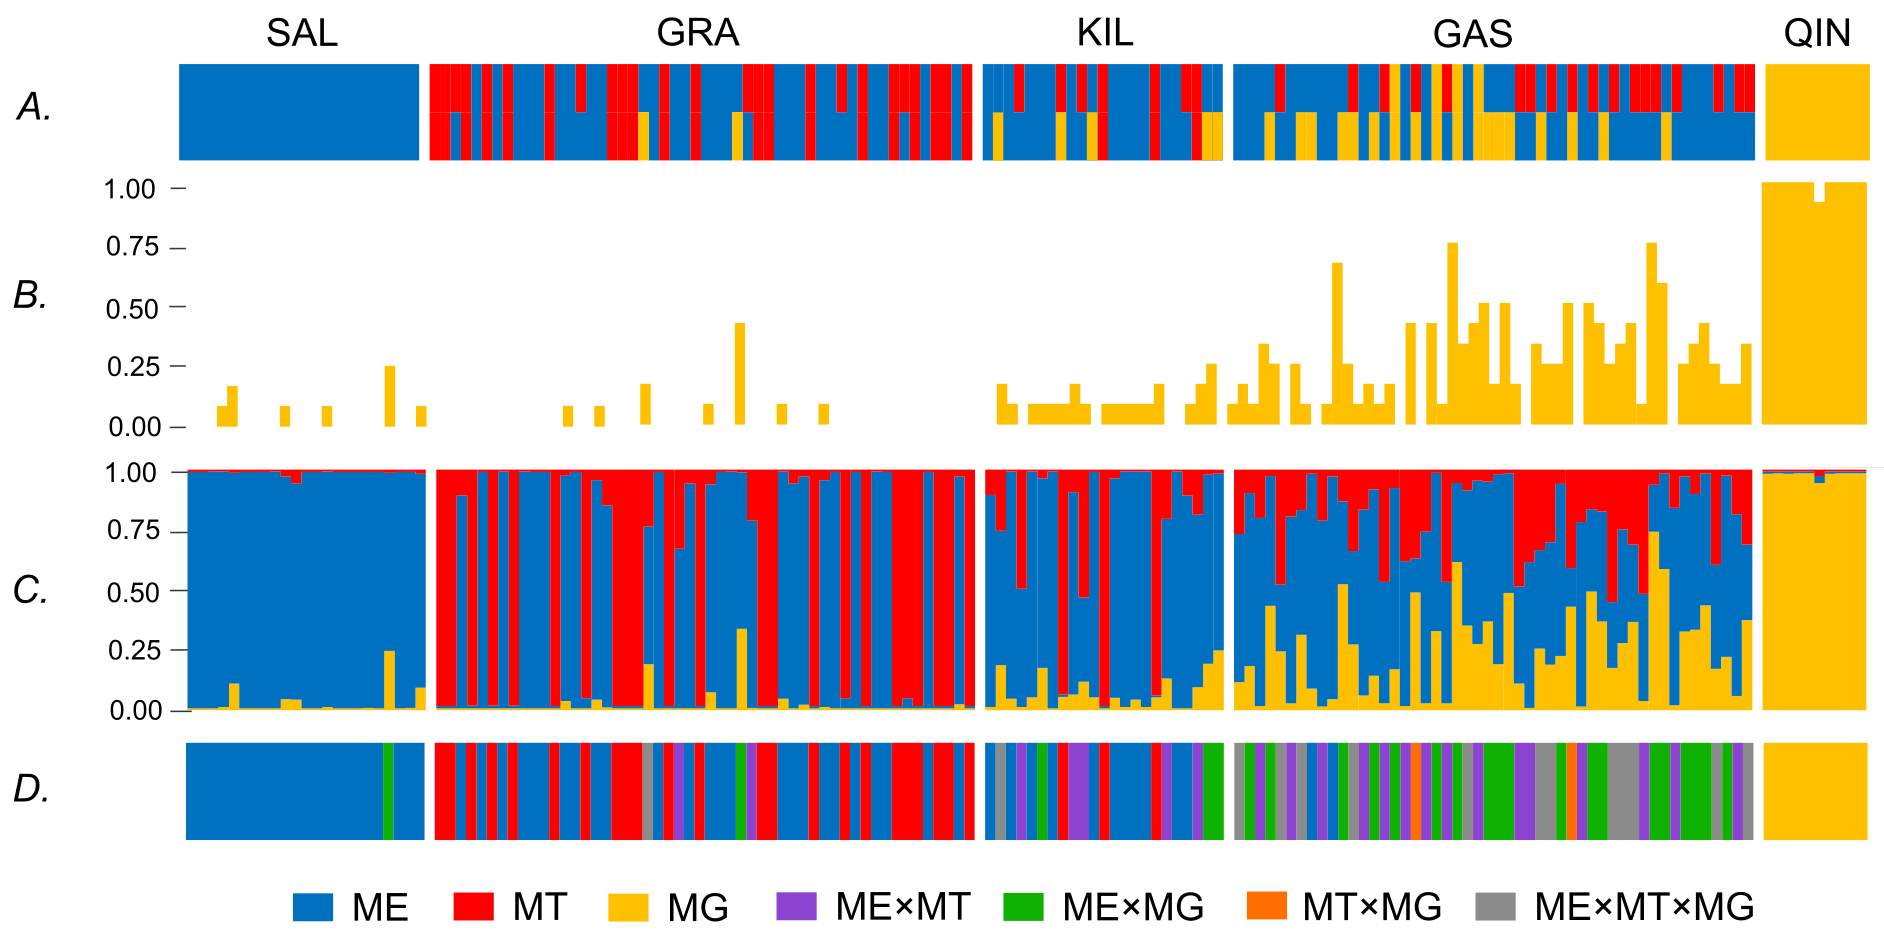 SAL GRA KIL GAS QIN
A.
1.00
0.75
B.
0.50
0.25
0.00
1.00
0.75
C.
0.50
0.25
0.00
D.
ME MT MG ME×MT ME×MG MT×MG ME×MT×MG